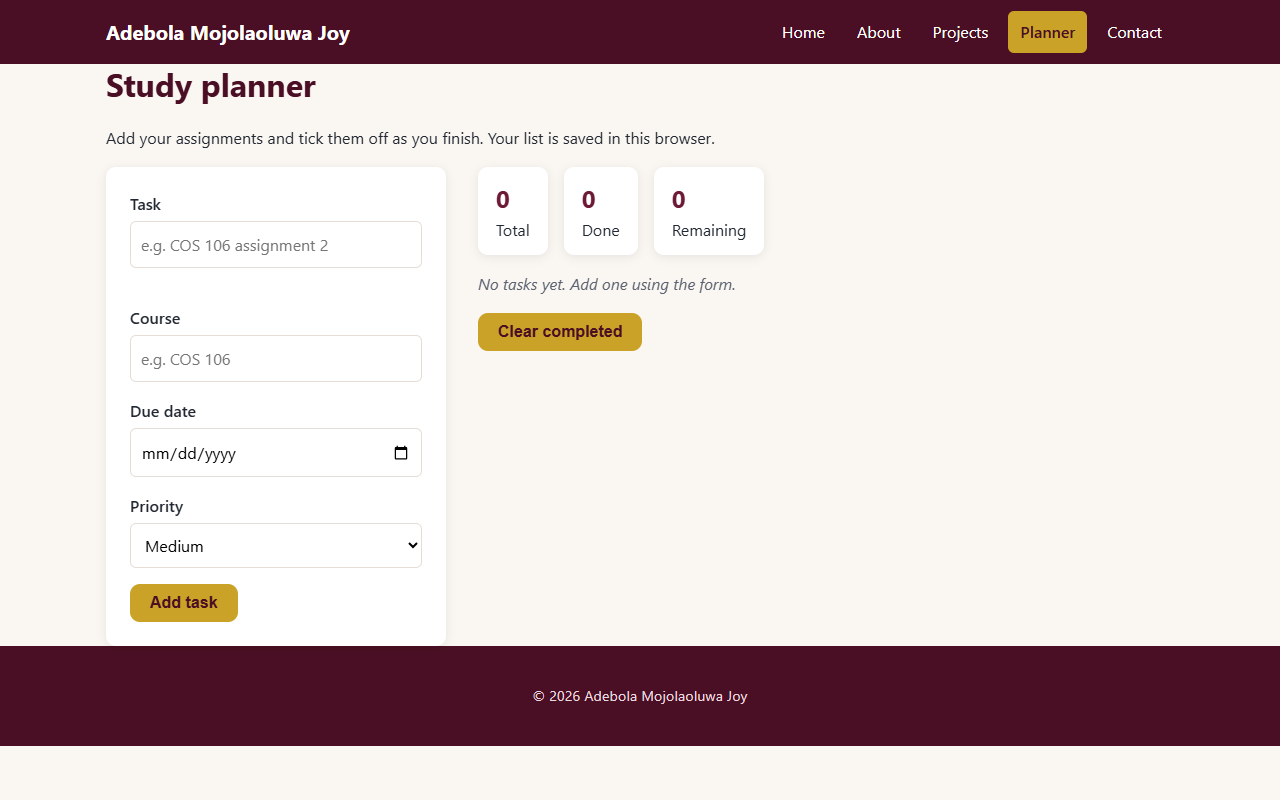 Adebola Mojolaoluwa Joy
Home About Projects Planner Contact
Study planner
Add your assignments and tick them off as you finish. Your list is saved in this browser.
Task
e.g. COS 106 assignment 2
Course
e.g. COS 106
Due date
mm/dd/yyyy
Priority
Medium
Add task
0 0 0
Total Done Remaining
No tasks yet. Add one using the form.
Clear completed
© 2026 Adebola Mojolaoluwa Joy